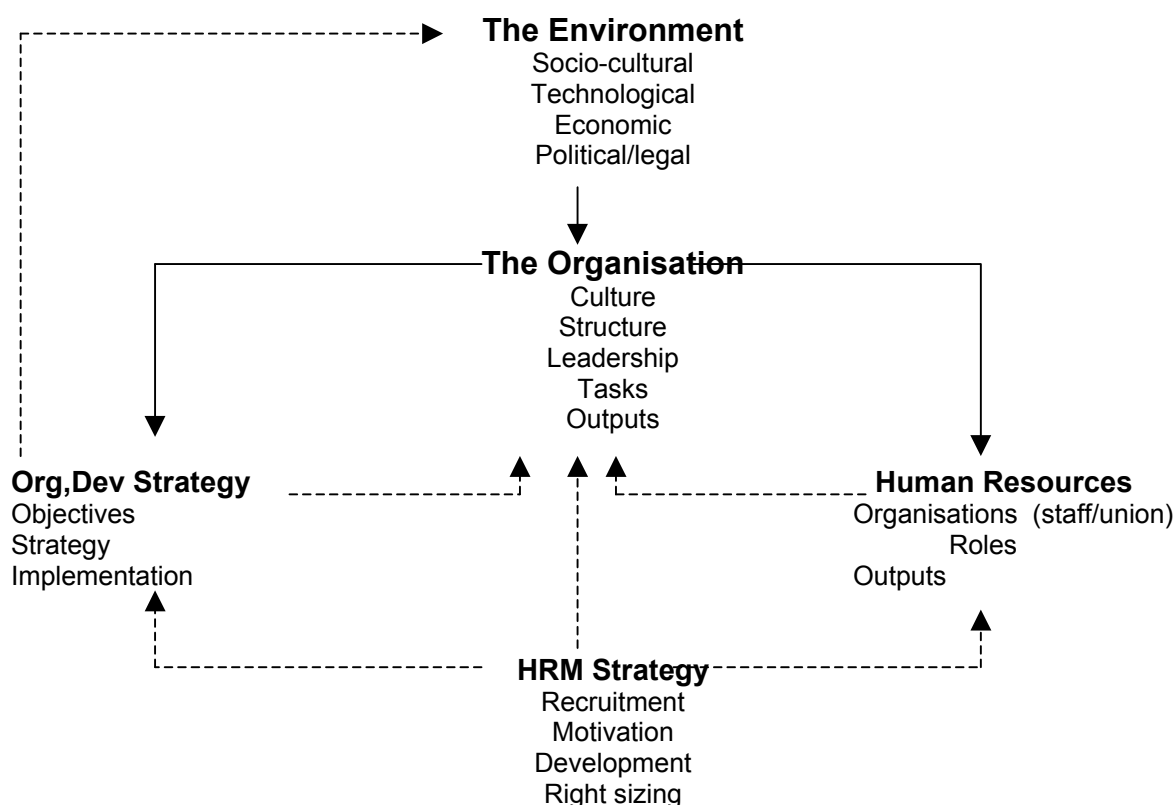 The Environment
Socio-cultural
Technological
Economic
Political/legal
The Organisation
Culture
Structure
Leadership
Tasks
Outputs
Org,Dev Strategy
Objectives
Strategy
Implementation
Human Resources
Organisations (staff/union)
Roles
Outputs
HRM Strategy
Recruitment
Motivation
Development
Right sizing